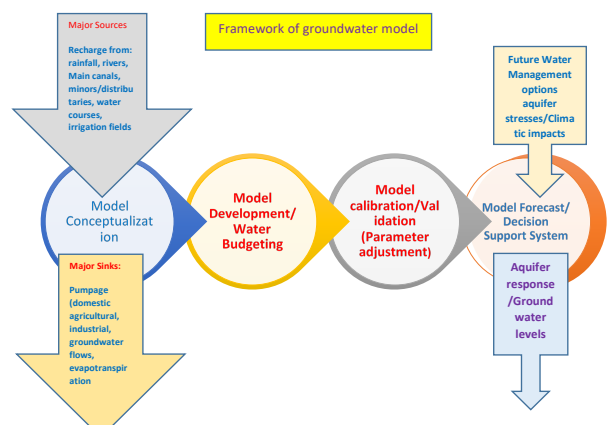 Major Sources
Recharge from:
rainfall, rivers,
Main canals,
minors/distribu
taries, water
courses,
irrigation fields
Framework of groundwater model
Future Water
Management
options
aquifer
stresses/Clima
tic impacts
Model
Conceptualizat
ion
Model
Development/
Water
Budgeting
Model
calibration/Val
idation
(Parameter
adjustment)
Model Forecast/
Decision
Support System
Major Sinks:
Pumpage
(domestic
agricultural,
industrial,
groundwater
flows,
evapotranspir
ation
Aquifer
response
/Ground
water
levels